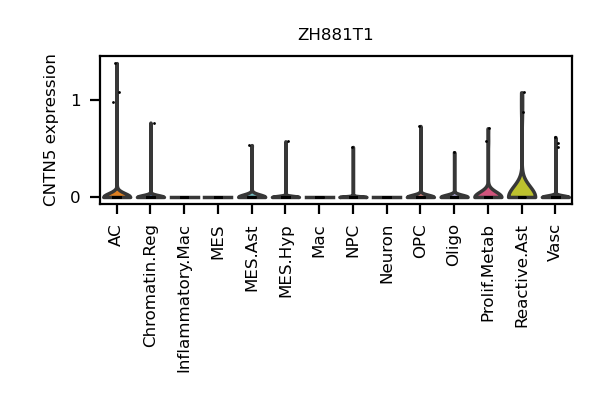 ZH881T1
CNTN5 expression
1
0
AC
Chromatin.Reg
Inflammatory.Mac
MES
MES.Ast
MES.Hyp
Mac
NPC
Neuron
OPC
Oligo
Prolif.Metab
Reactive.Ast
Vasc